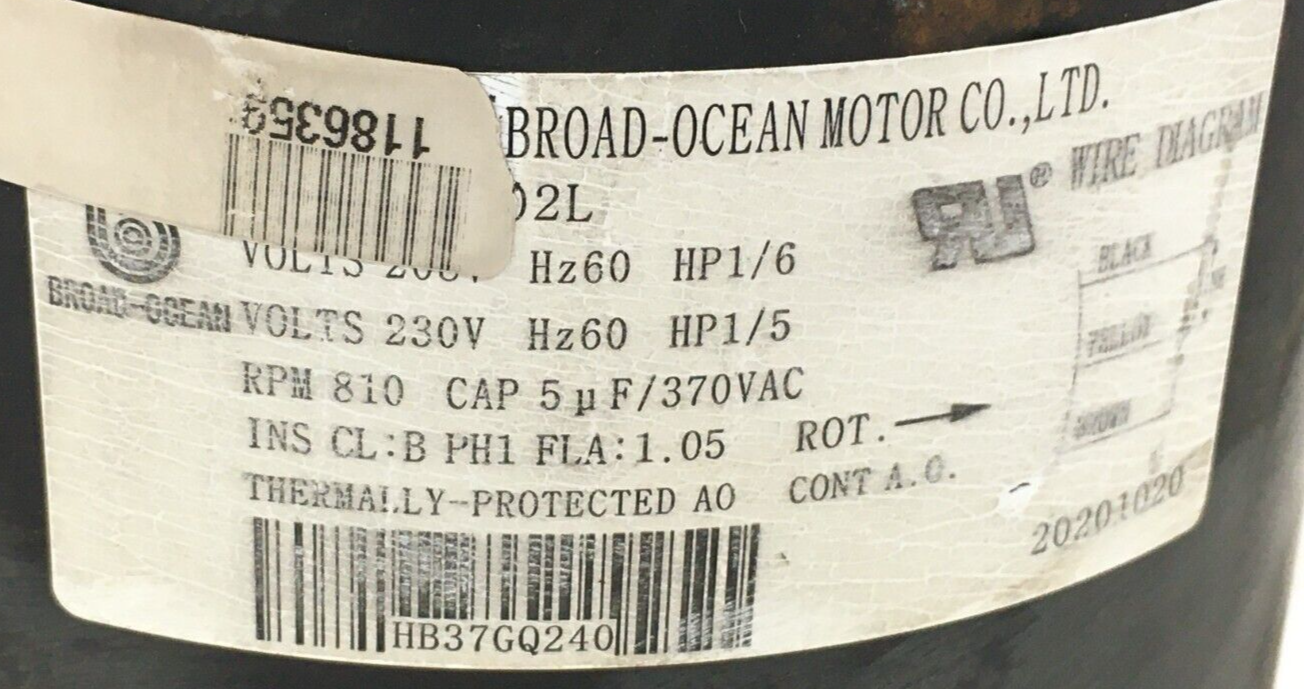 BROAD-OCEAN MOTOR CO.,LTD.
02L
VOLTS 208V Hz60 HP1/6
BROAD-OCEAN
VOLTS 230V Hz60 HP1/5
RPM 810 CAP 5μF/370VAC
INS CL:B PH1 FLA:1.05
ROT.
THERMALLY-PROTECTED AO
CONT A.O.
HB37GQ240
®
WIRE DIAGRAM
BLACK
BROWN
20201020